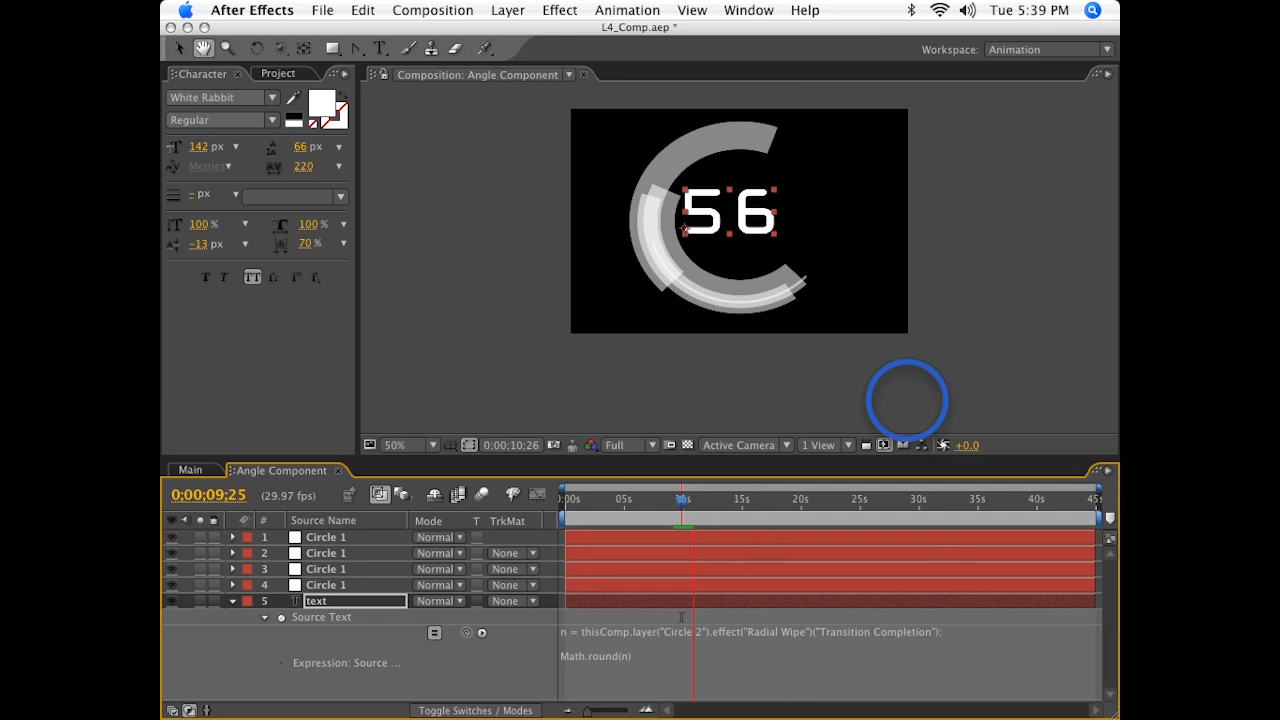 After Effects File Edit Composition Layer Effect Animation View Window Help Tue 5:39 PM
L4_Comp.aep *
Workspace: Animation
Character Project Composition: Angle Component
White Rabbit
Regular
142 px 66 px
Metrics 220
- px
100 % 100 %
-13 px 70 %
T T TT Tt T¹ T₁
56
50% 0:00:10:26 Full Active Camera 1 View +0.0
Main Angle Component
0:00:09:25 (29.97 fps) :00s 05s 10s 15s 20s 25s 30s 35s 40s 45s
# Source Name Mode T TrkMat
1 Circle 1 Normal
2 Circle 1 Normal None
3 Circle 1 Normal None
4 Circle 1 Normal None
5 T text Normal None
Source Text
n = thisComp.layer("Circle 2").effect("Radial Wipe")("Transition Completion");
Math.round(n)
Expression: Source ...
Toggle Switches / Modes